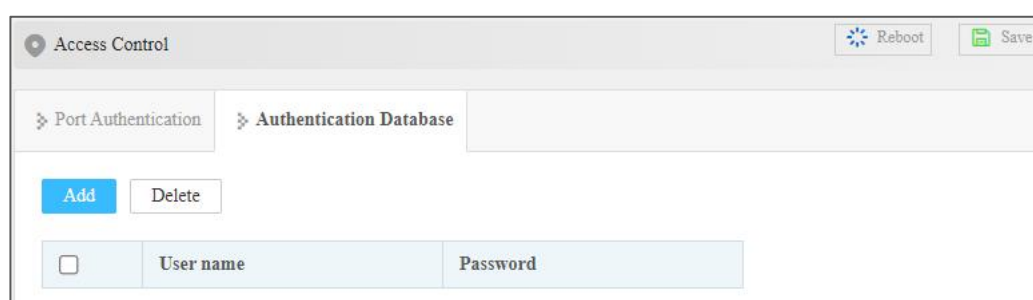 Access Control Reboot Save
Port Authentication Authentication Database
Add Delete
User name Password